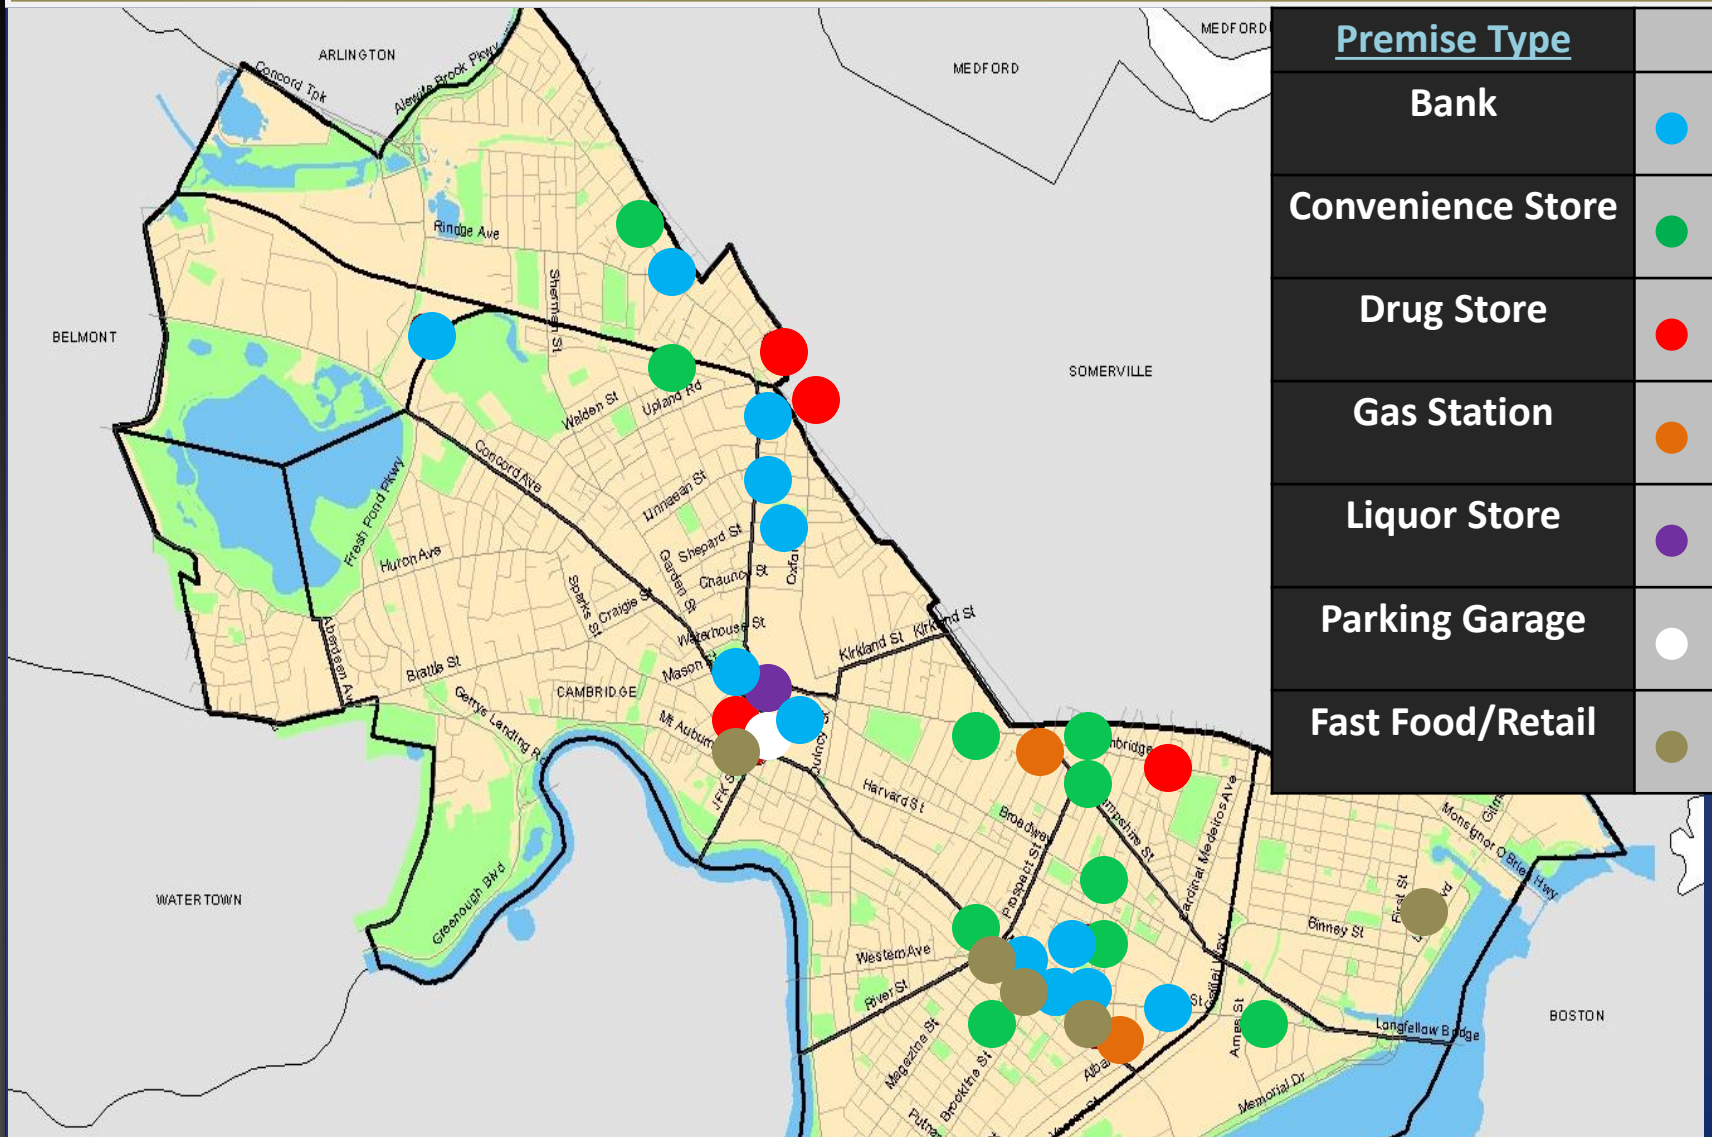 ARLINGTON
MEDFORD
MEDFORD
Concord Tpk
Alewife Brook Pkwy
Premise Type
Bank
Convenience Store
Drug Store
Gas Station
Liquor Store
Parking Garage
Fast Food/Retail
Rindge Ave
Sherman St
BELMONT
SOMERVILLE
Walden St
Upland Rd
Concord Ave
Linnaean St
Fresh Pond Pkwy
Huron Ave
Shepard St
Garden St
Chauncy St
Sparks St
Craigie St
Waterhouse St
Kirkland St
Kirkland St
Aberdeen Av
Brattle St
Mason
CAMBRIDGE
Gerrys Landing Rd
Mt Auburn
Quincy
JFK S
Harvard St
Broadway
Cardinal Medeiros Ave
Monsignor O'Brien Hwy
Prospect St
WATERTOWN
Greenough Blvd
First St
Binney St
Western Ave
River St
St
Ames St
Longfellow Bridge
BOSTON
Magazine St
Brookline St
Memorial Dr